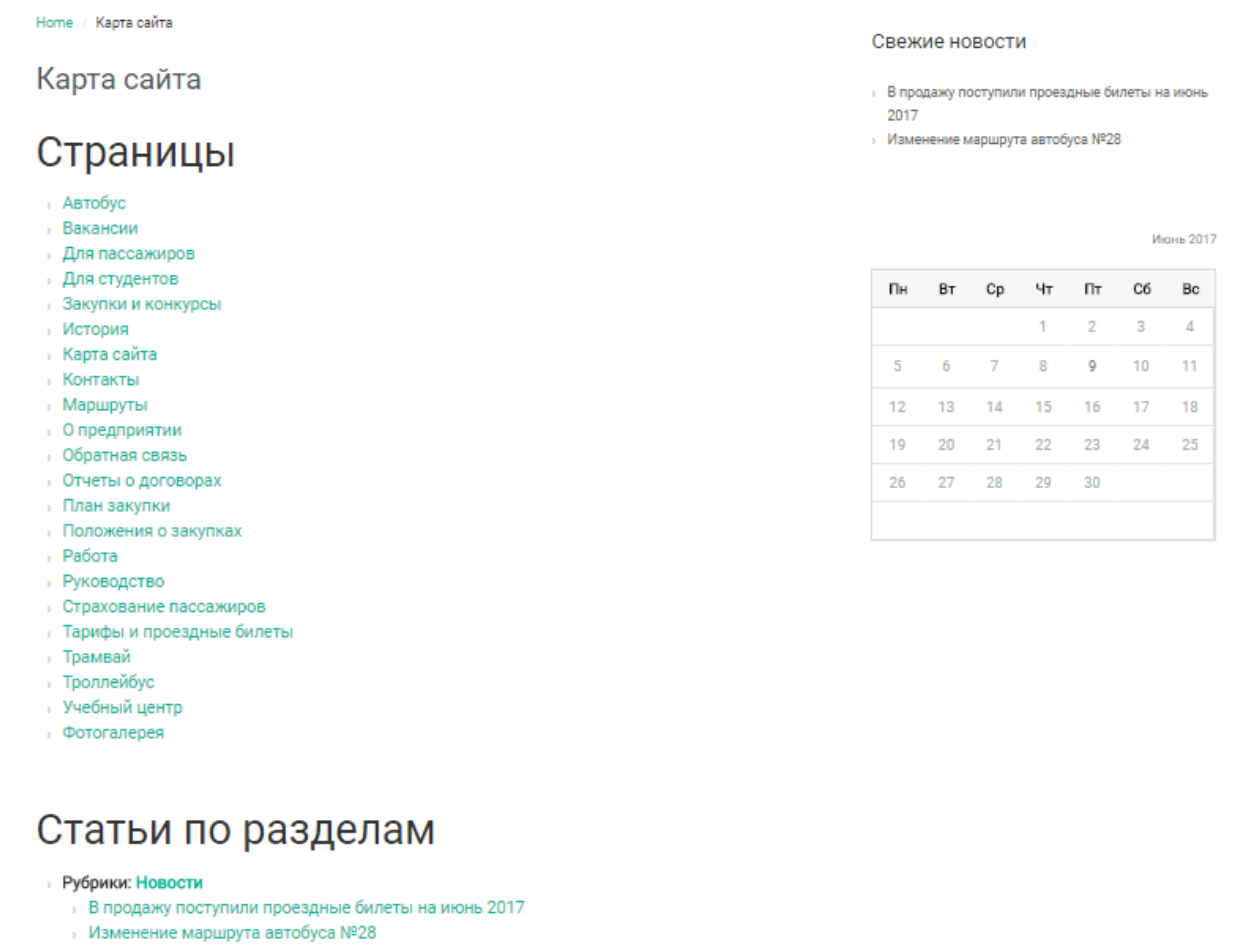 Home / Карта сайта
Карта сайта
Страницы
Автобус
Вакансии
Для пассажиров
Для студентов
Закупки и конкурсы
История
Карта сайта
Контакты
Маршруты
О предприятии
Обратная связь
Отчеты о договорах
План закупки
Положения о закупках
Работа
Руководство
Страхование пассажиров
Тарифы и проездные билеты
Трамвай
Троллейбус
Учебный центр
Фотогалерея
Статьи по разделам
Рубрики: Новости
В продажу поступили проездные билеты на июнь 2017
Изменение маршрута автобуса №28
Свежие новости
В продажу поступили проездные билеты на июнь
2017
Изменение маршрута автобуса №28
Июнь 2017
Пн Вт Ср Чт Пт Сб Вс
1 2 3 4
5 6 7 8 9 10 11
12 13 14 15 16 17 18
19 20 21 22 23 24 25
26 27 28 29 30